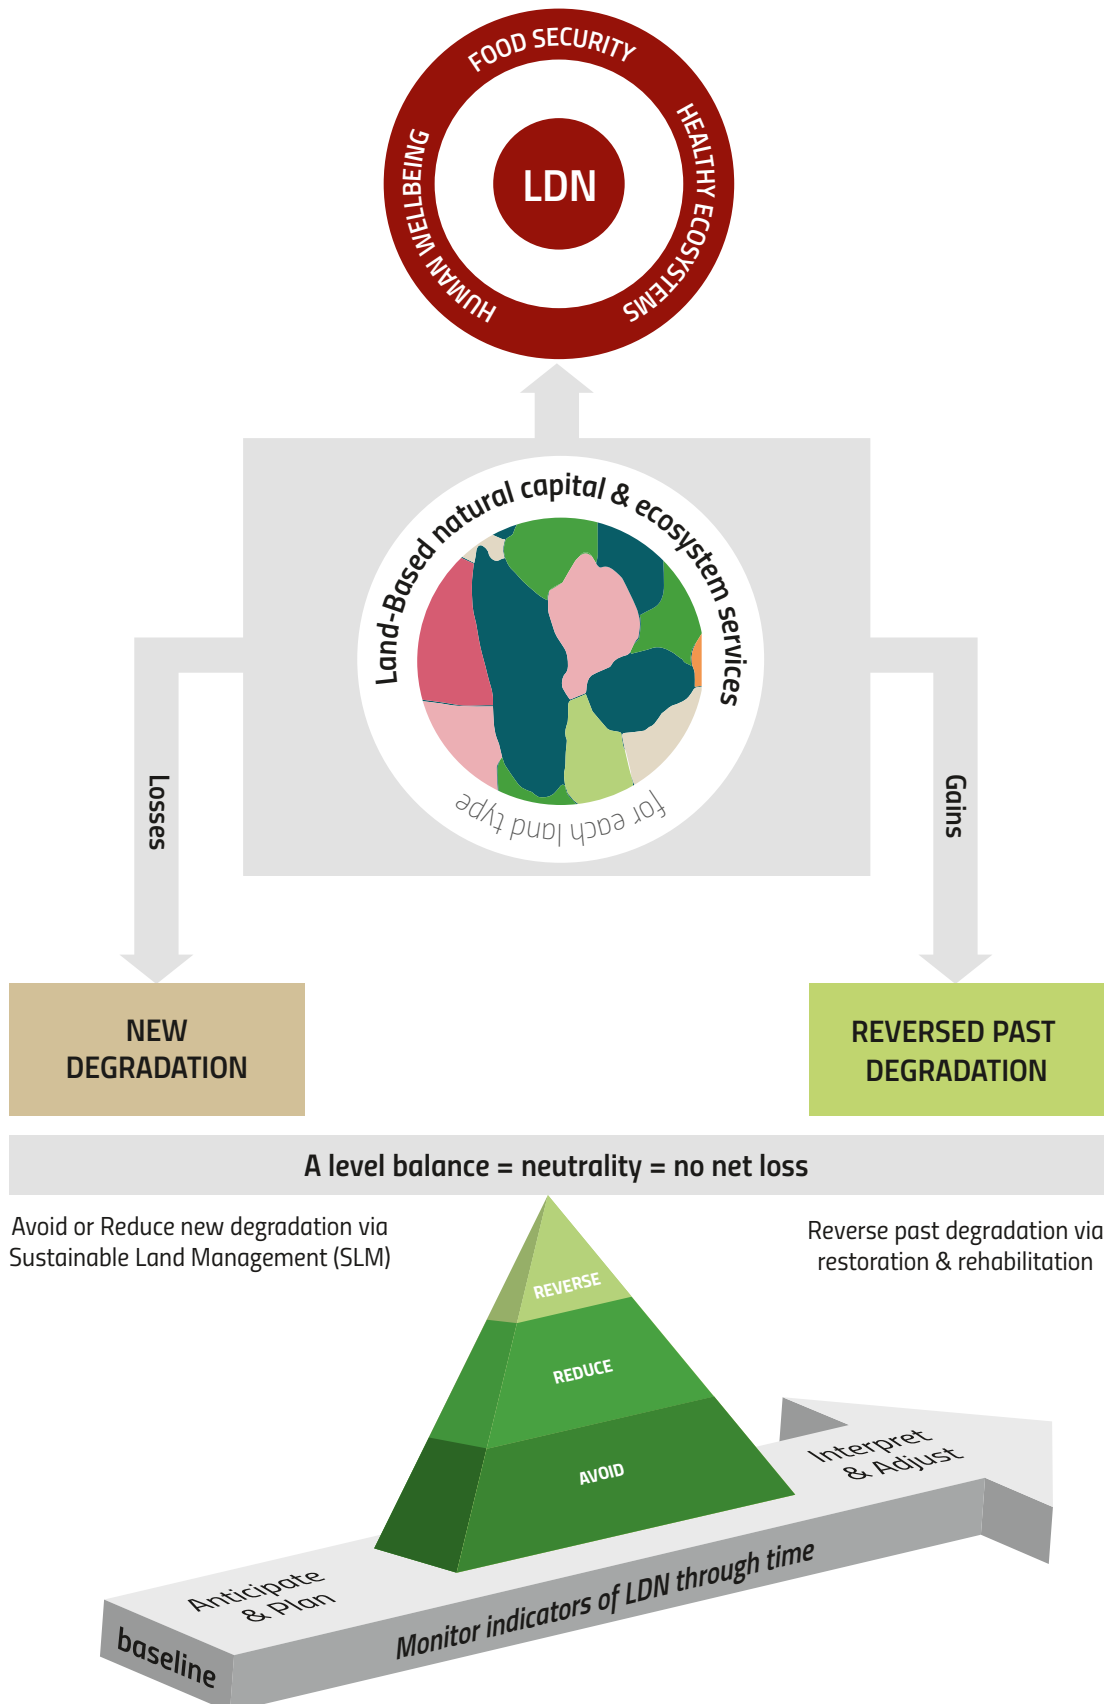 FOOD SECURITY
HUMAN WELLBEING
HEALTHY ECOSYSTEMS
LDN
Land-Based natural capital & ecosystem services
for each land type
Losses
Gains
NEW
DEGRADATION
REVERSED PAST
DEGRADATION
A level balance = neutrality = no net loss
Avoid or Reduce new degradation via
Sustainable Land Management (SLM)
Reverse past degradation via
restoration & rehabilitation
REVERSE
REDUCE
AVOID
Interpret
& Adjust
Anticipate
& Plan
Monitor indicators of LDN through time
baseline